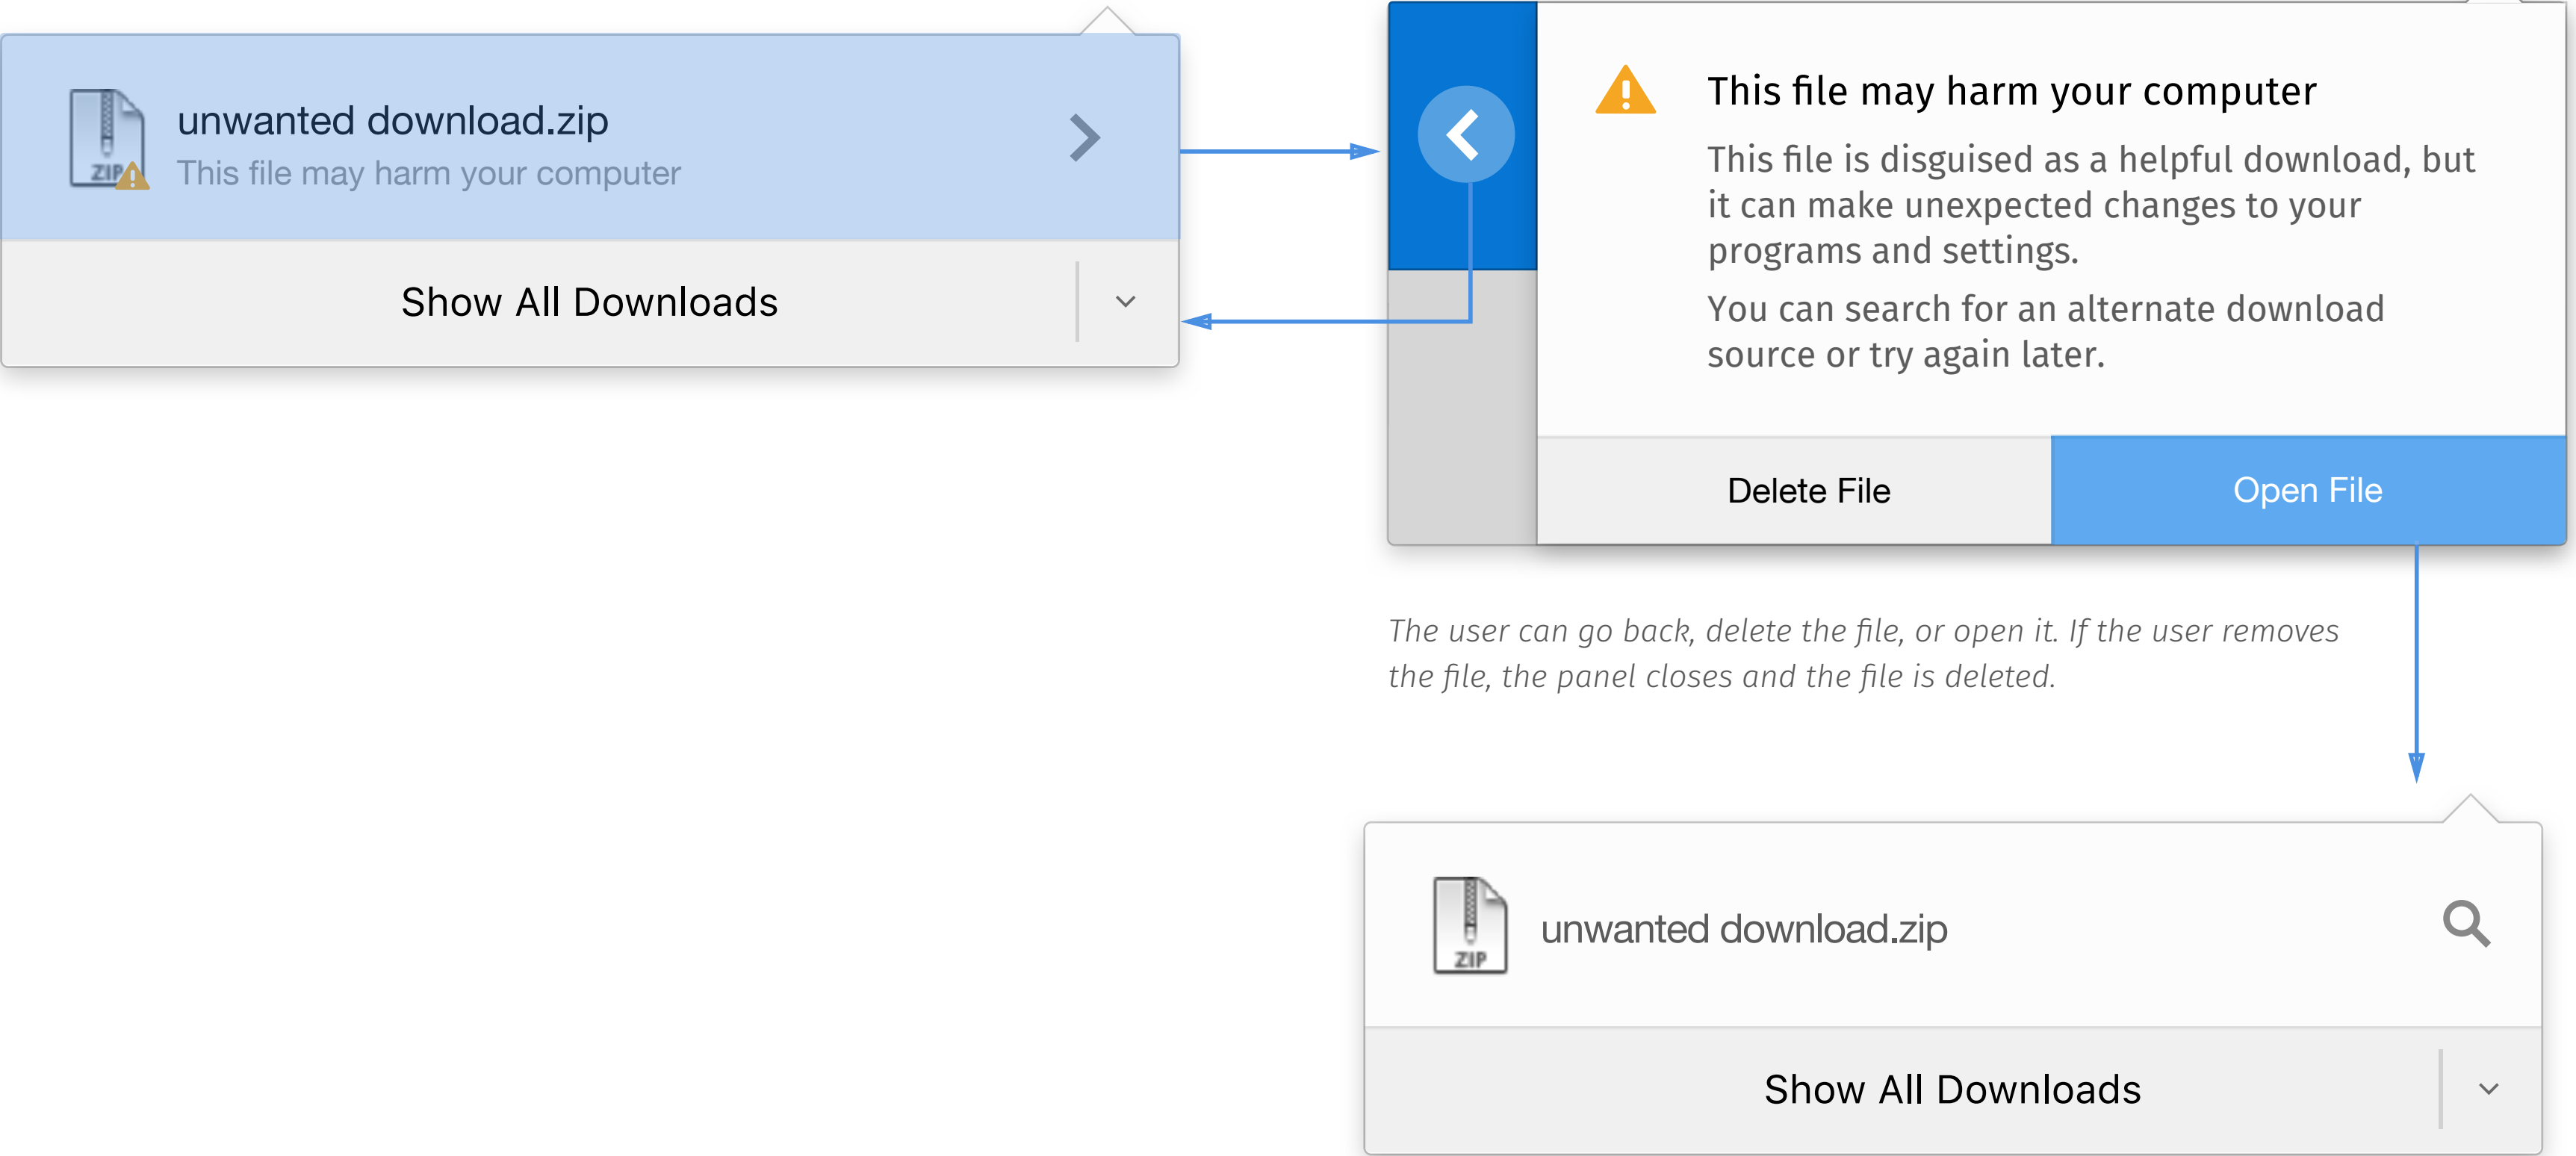 unwanted download.zip
This file may harm your computer
ZIP
Show All Downloads
This file may harm your computer
This file is disguised as a helpful download, but
it can make unexpected changes to your
programs and settings.
You can search for an alternate download
source or try again later.
Delete File
Open File
The user can go back, delete the file, or open it. If the user removes
the file, the panel closes and the file is deleted.
unwanted download.zip
ZIP
Show All Downloads